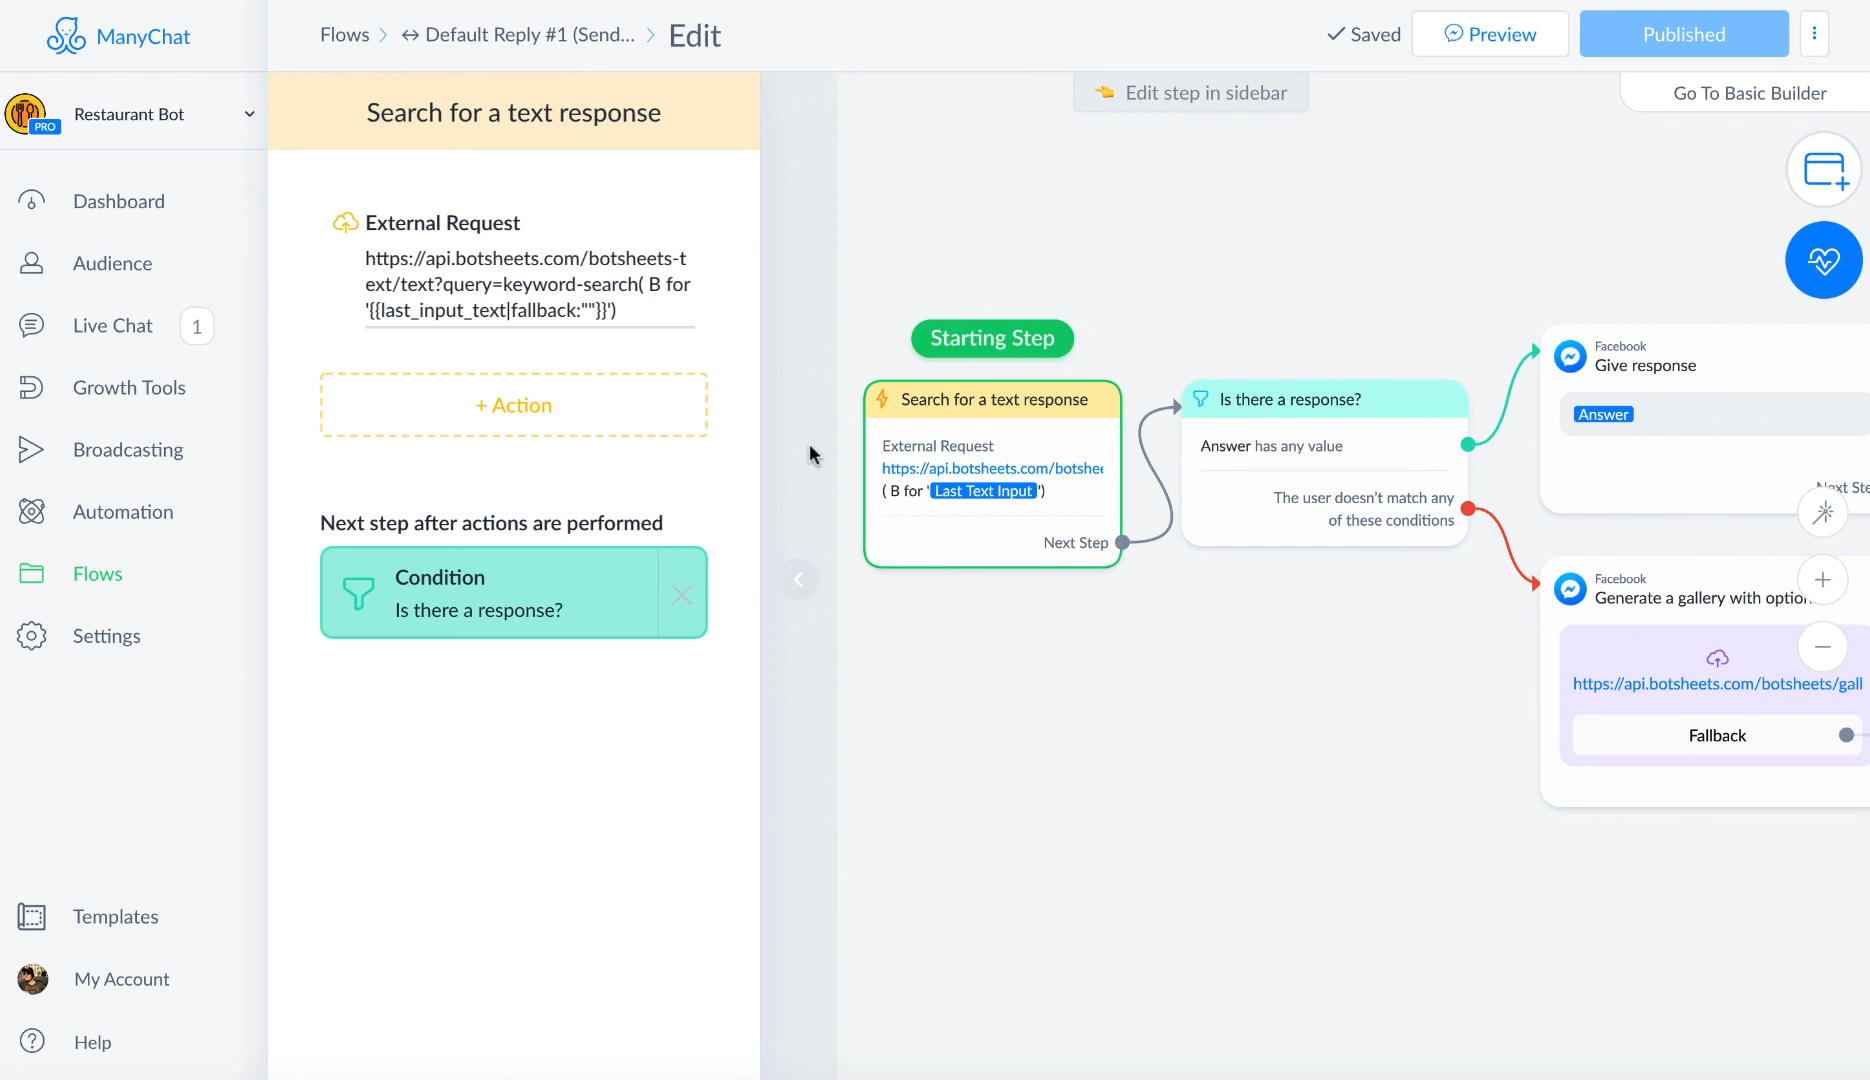 ManyChat
Flows
Default Reply #1 (Send...
Edit
Saved
Preview
Published
PRO
Restaurant Bot
Dashboard
Audience
Live Chat
1
Growth Tools
Broadcasting
Automation
Flows
Settings
Templates
My Account
Help
Search for a text response
External Request
https://api.botsheets.com/botsheets-t
ext/text?query=keyword-search( B for
'{{last_input_text|fallback:""}}')
+ Action
Next step after actions are performed
Condition
Is there a response?
Edit step in sidebar
Go To Basic Builder
Starting Step
Search for a text response
External Request
https://api.botsheets.com/botshee
( B for 'Last Text Input')
Next Step
Is there a response?
Answer has any value
The user doesn't match any
of these conditions
Facebook
Give response
Answer
Next Ste
Facebook
Generate a gallery with option
https://api.botsheets.com/botsheets/gall
Fallback